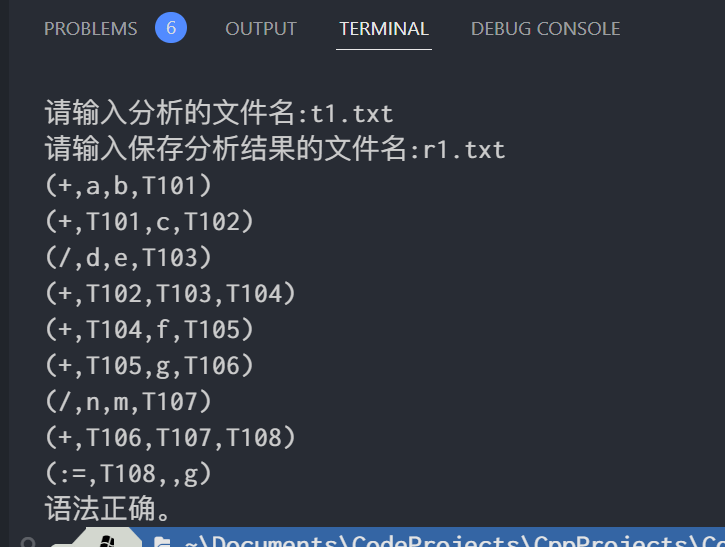 PROBLEMS 6 OUTPUT TERMINAL DEBUG CONSOLE
请输入分析的文件名:t1.txt
请输入保存分析结果的文件名:r1.txt
(+,a,b,T101)
(+,T101,c,T102)
(/,d,e,T103)
(+,T102,T103,T104)
(+,T104,f,T105)
(+,T105,g,T106)
(/,n,m,T107)
(+,T106,T107,T108)
(:=,T108,,g)
语法正确。
~\Documents\CodeProjects\CppProjects\Co